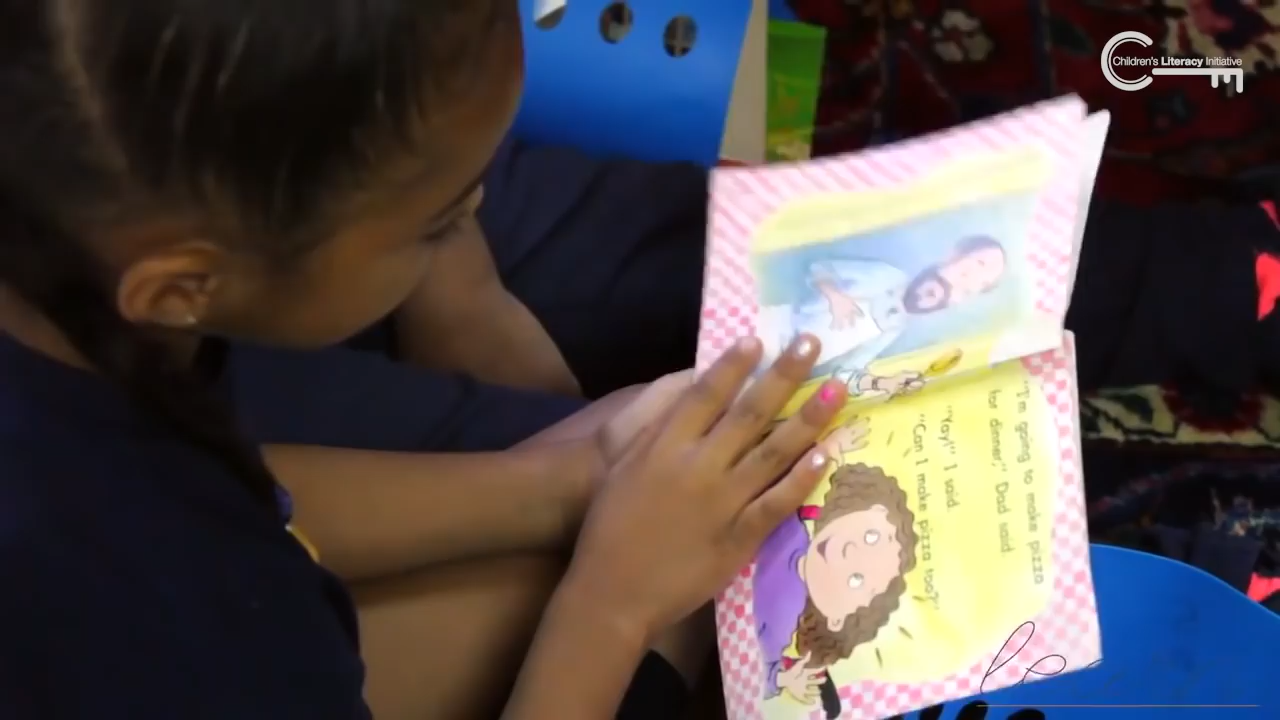 Children's Literacy Initiative
"I'm going to make pizza
for dinner," Dad said.
"Yay!" I said.
"Can I make pizza too?"